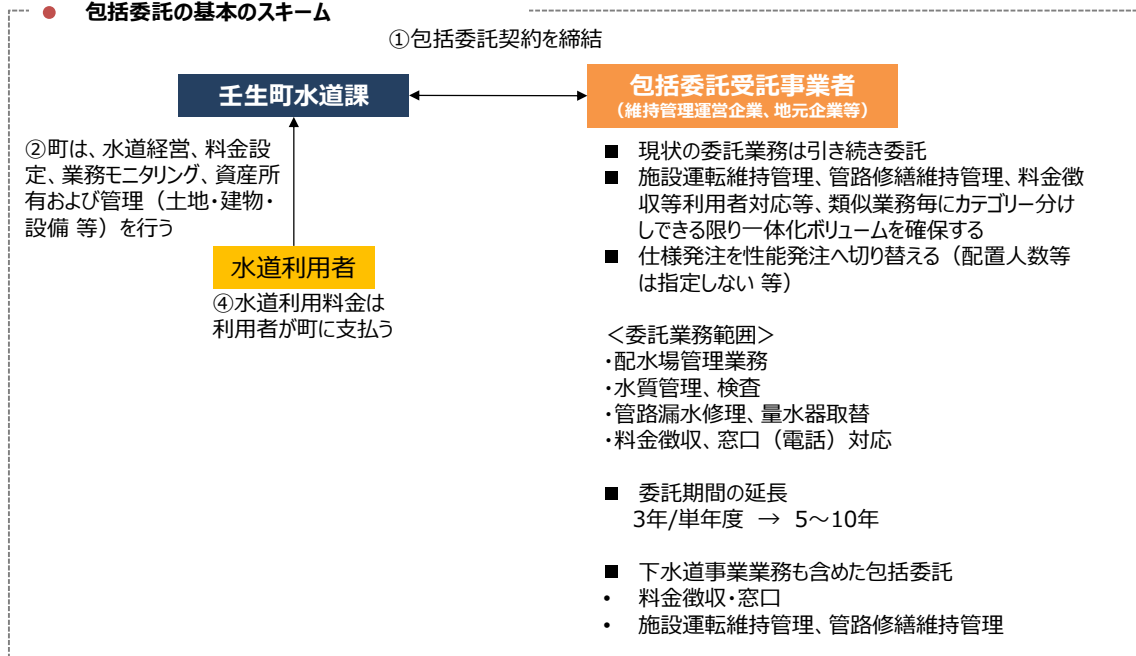 ● 包括委託の基本のスキーム
①包括委託契約を締結
壬生町水道課
包括委託受託事業者
（維持管理運営企業、地元企業等）
②町は、水道経営、料金設
定、業務モニタリング、資産所
有および管理（土地・建物・
設備 等）を行う
水道利用者
④水道利用料金は
利用者が町に支払う
■ 現状の委託業務は引き続き委託
■ 施設運転維持管理、管路修繕維持管理、料金徴
収等利用者対応等、類似業務毎にカテゴリー分け
しできる限り一体化ボリュームを確保する
■ 仕様発注を性能発注へ切り替える（配置人数等
は指定しない 等）
＜委託業務範囲＞
・配水場管理業務
・水質管理、検査
・管路漏水修理、量水器取替
・料金徴収、窓口（電話）対応
■ 委託期間の延長
3年/単年度 → 5～10年
■ 下水道事業業務も含めた包括委託
• 料金徴収・窓口
• 施設運転維持管理、管路修繕維持管理